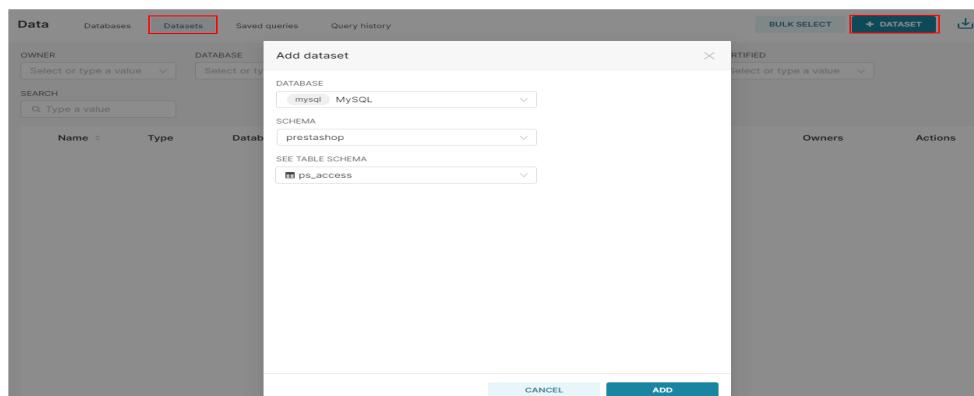 Data Databases Datasets Saved queries Query history BULK SELECT + DATASET
OWNER DATABASE RTIFIED
Select or type a value Select or ty Select or type a value
SEARCH
Type a value
Name Type Datab Owners Actions
Add dataset
DATABASE
mysql MySQL
SCHEMA
prestashop
SEE TABLE SCHEMA
ps_access
CANCEL ADD